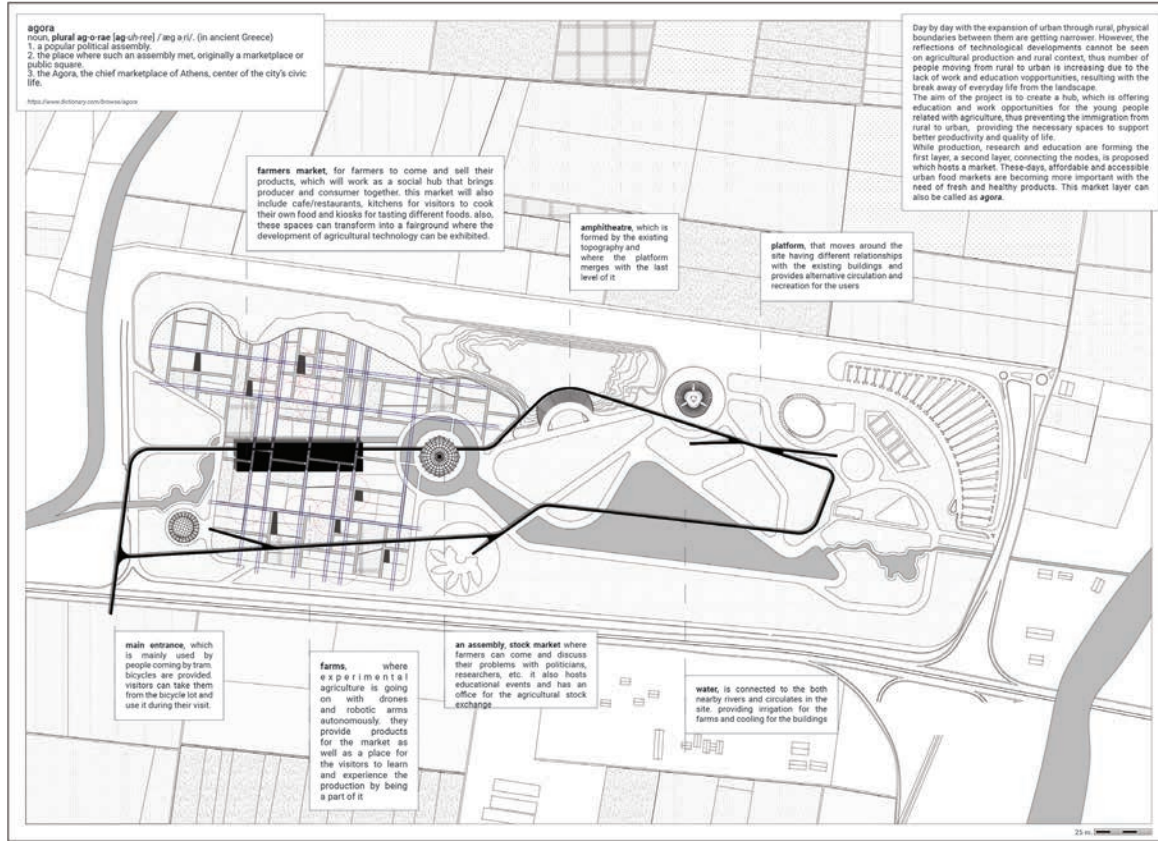 agora
noun, plural ag·o·rae [ag-uh-ree] /ˈæg ə ri/. (in ancient Greece)
1. a popular political assembly.
2. the place where such an assembly met, originally a marketplace or
public square.
3. the Agora, the chief marketplace of Athens, center of the city's civic
life.
https://www.dictionary.com/browse/agora
Day by day with the expansion of urban through rural, physical
boundaries between them are getting narrower. However, the
reflections of technological developments cannot be seen
on agricultural production and rural context, thus number of
people moving from rural to urban is increasing due to the
lack of work and education vopportunities, resulting with the
break away of everyday life from the landscape.
The aim of the project is to create a hub, which is offering
education and work opportunities for the young people
related with agriculture, thus preventing the immigration from
rural to urban, providing the necessary spaces to support
better productivity and quality of life.
While production, research and education are forming the
first layer, a second layer, connecting the nodes, is proposed
which hosts a market. These-days, affordable and accessible
urban food markets are becoming more important with the
need of fresh and healthy products. This market layer can
also be called as agora.
farmers market, for farmers to come and sell their
products, which will work as a social hub that brings
producer and consumer together. this market will also
include cafe/restaurants, kitchens for visitors to cook
their own food and kiosks for tasting different foods. also,
these spaces can transform into a fairground where the
development of agricultural technology can be exhibited.
amphitheatre, which is
formed by the existing
topography and
where the platform
merges with the last
level of it
platform, that moves around the
site having different relationships
with the existing buildings and
provides alternative circulation and
recreation for the users
main entrance, which
is mainly used by
people coming by tram.
bicycles are provided.
visitors can take them
from the bicycle lot and
use it during their visit.
farms, where
experimental
agriculture is going
on with drones
and robotic arms
autonomously. they
provide products
for the market as
well as a place for
the visitors to learn
and experience the
production by being
a part of it
an assembly, stock market where
farmers can come and discuss
their problems with politicians,
researchers, etc. it also hosts
educational events and has an
office for the agricultural stock
exchange
water, is connected to the both
nearby rivers and circulates in the
site. providing irrigation for the
farms and cooling for the buildings
25 m.